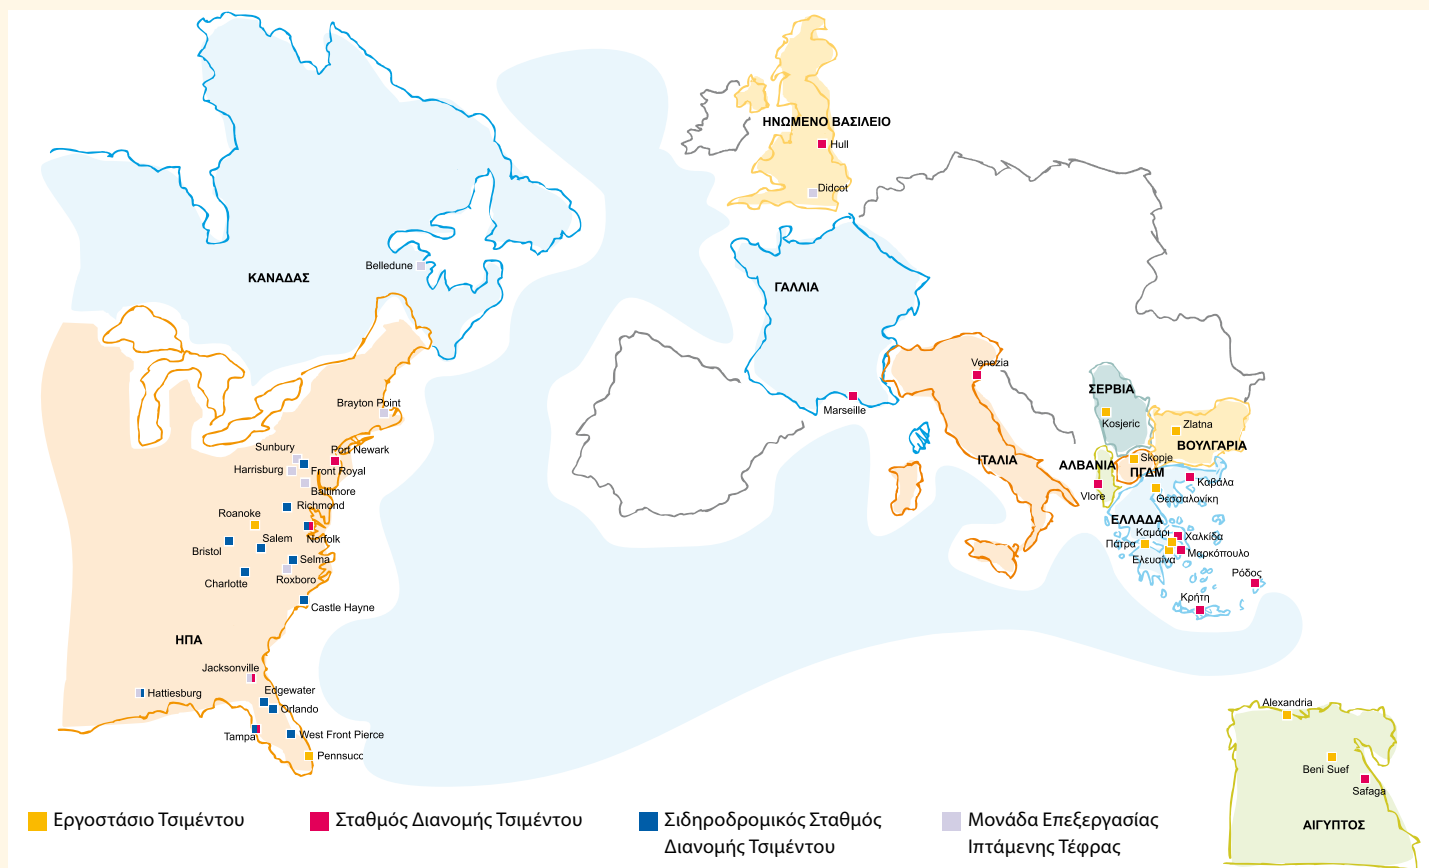 ΗΝΩΜΕΝΟ ΒΑΣΙΛΕΙΟ
Hull
Didcot
ΚΑΝΑΔΑΣ
Belledune
ΓΑΛΛΙΑ
Marseille
Venezia
ΙΤΑΛΙΑ
ΣΕΡΒΙΑ
Kosjeric
Zlatna
ΒΟΥΛΓΑΡΙΑ
ΑΛΒΑΝΙΑ
Vlore
Skopje
ΠΓΔΜ
Καβάλα
Θεσσαλονίκη
ΕΛΛΑΔΑ
Καμάρι
Χαλκίδα
Πάτρα
Μαρκόπουλο
Ελευσίνα
Ρόδος
Κρήτη
Brayton Point
Sunbury
Port Newark
Harrisburg
Front Royal
Baltimore
Richmond
Roanoke
Norfolk
Salem
Bristol
Selma
Charlotte
Roxboro
Castle Hayne
ΗΠΑ
Jacksonville
Hattiesburg
Edgewater
Orlando
Tampa
West Front Pierce
Pennsucc
Alexandria
Beni Suef
Safaga
ΑΙΓΥΠΤΟΣ
Εργοστάσιο Τσιμέντου
Σταθμός Διανομής Τσιμέντου
Σιδηροδρομικός Σταθμός
Διανομής Τσιμέντου
Μονάδα Επεξεργασίας
Ιπτάμενης Τέφρας